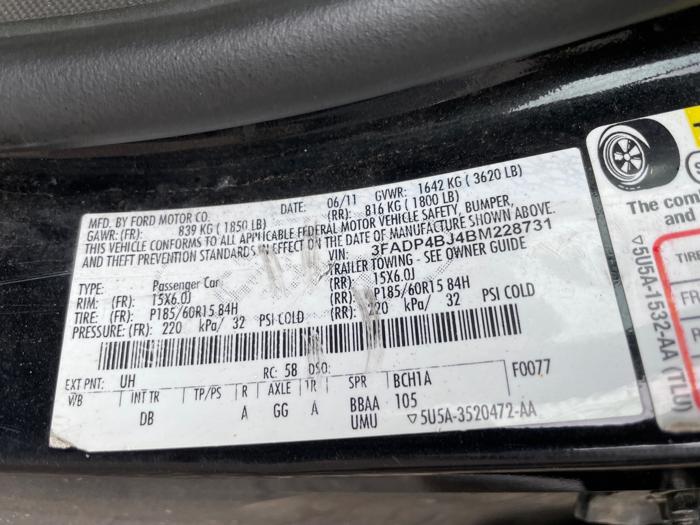 MFD. BY FORD MOTOR CO. DATE: 06/11 GVWR: 1642 KG ( 3620 LB)
GAWR: (FR): 839 KG ( 1850 LB) (RR): 816 KG ( 1800 LB)
THIS VEHICLE CONFORMS TO ALL APPLICABLE FEDERAL MOTOR VEHICLE SAFETY, BUMPER,
AND THEFT PREVENTION STANDARDS IN EFFECT ON THE DATE OF MANUFACTURE SHOWN ABOVE.
VIN: 3FADP4BJ4BM228731
TYPE: Passenger Car TRAILER TOWING - SEE OWNER GUIDE
RIM: (FR): 15X6.0J (RR): 15X6.0J
TIRE: (FR): P185/60R15 84H (RR): P185/60R15 84H
PRESSURE: (FR): 220 kPa/ 32 PSI COLD (RR): 220 kPa/ 32 PSI COLD
EXT PNT: UH RC: 58 DSO: F0077
W/B INT TR TP/PS R AXLE TR SPR BCH1A
DB A GG A BBAA 105
UMU ▽5U5A-3520472-AA
The com
TIRE
FR
▽5U5A-1532-AA (TLU)